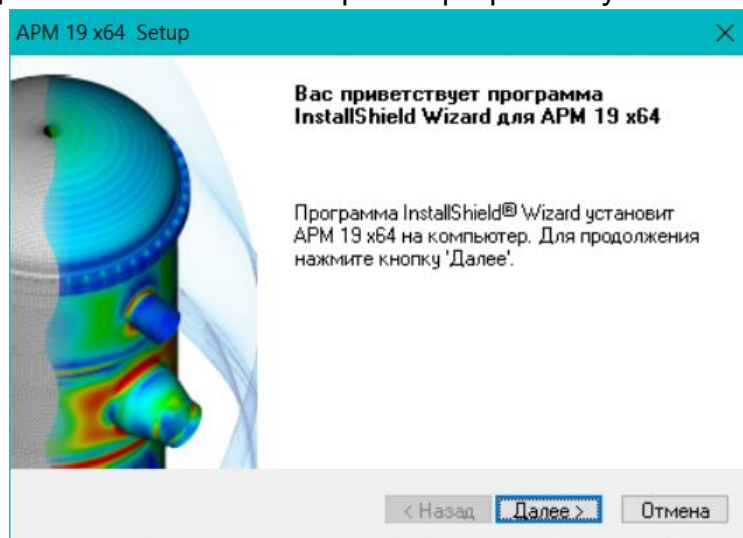 APM 19 x64 Setup
Вас приветствует программа
InstallShield Wizard для APM 19 x64
Программа InstallShield® Wizard установит
APM 19 x64 на компьютер. Для продолжения
нажмите кнопку 'Далее'.
< Назад Далее > Отмена